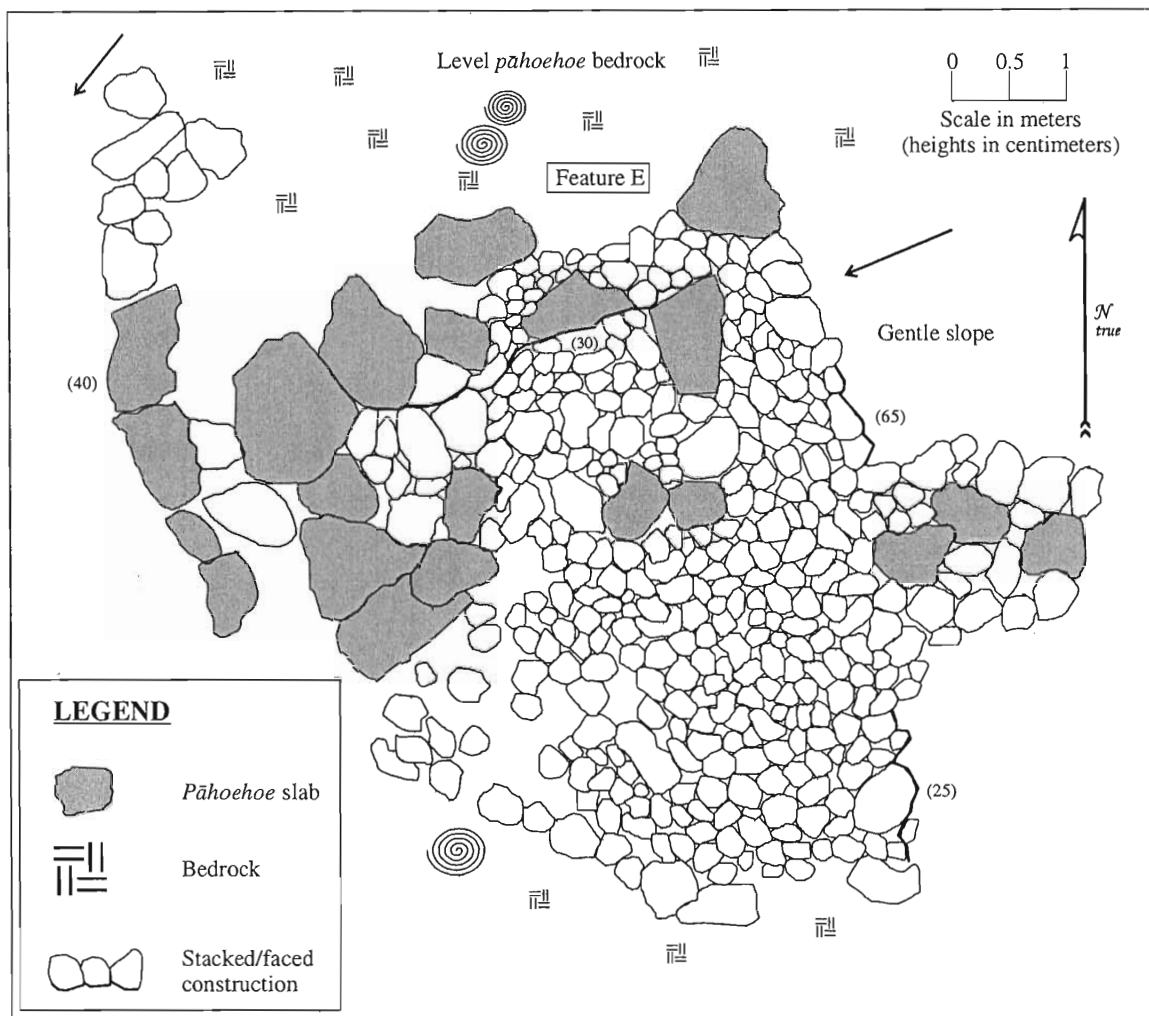 Level pāhoehoe bedrock
0 0.5 1
Scale in meters
(heights in centimeters)
Feature E
Gentle slope
N
true
(30)
(40)
(65)
(25)
LEGEND
Pāhoehoe slab
Bedrock
Stacked/faced
construction